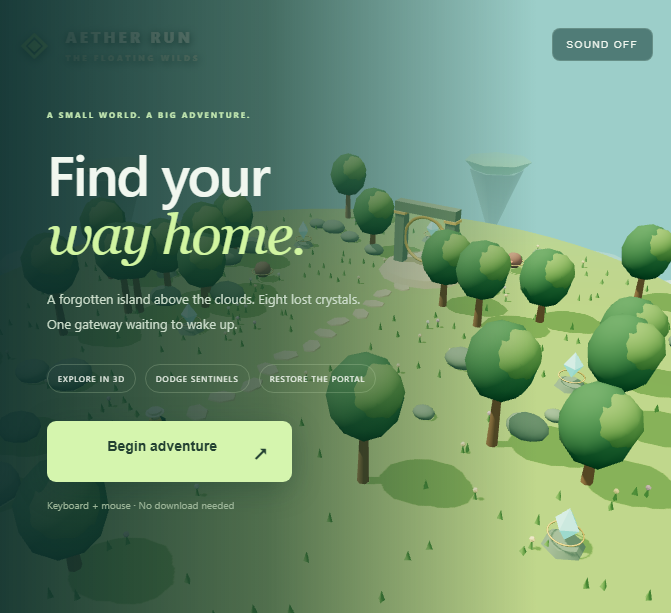 AETHER RUN
THE FLOATING WILDS
SOUND OFF
A SMALL WORLD. A BIG ADVENTURE.
Find your
way home.
A forgotten island above the clouds. Eight lost crystals.
One gateway waiting to wake up.
EXPLORE IN 3D
DODGE SENTINELS
RESTORE THE PORTAL
Begin adventure ↗
Keyboard + mouse · No download needed